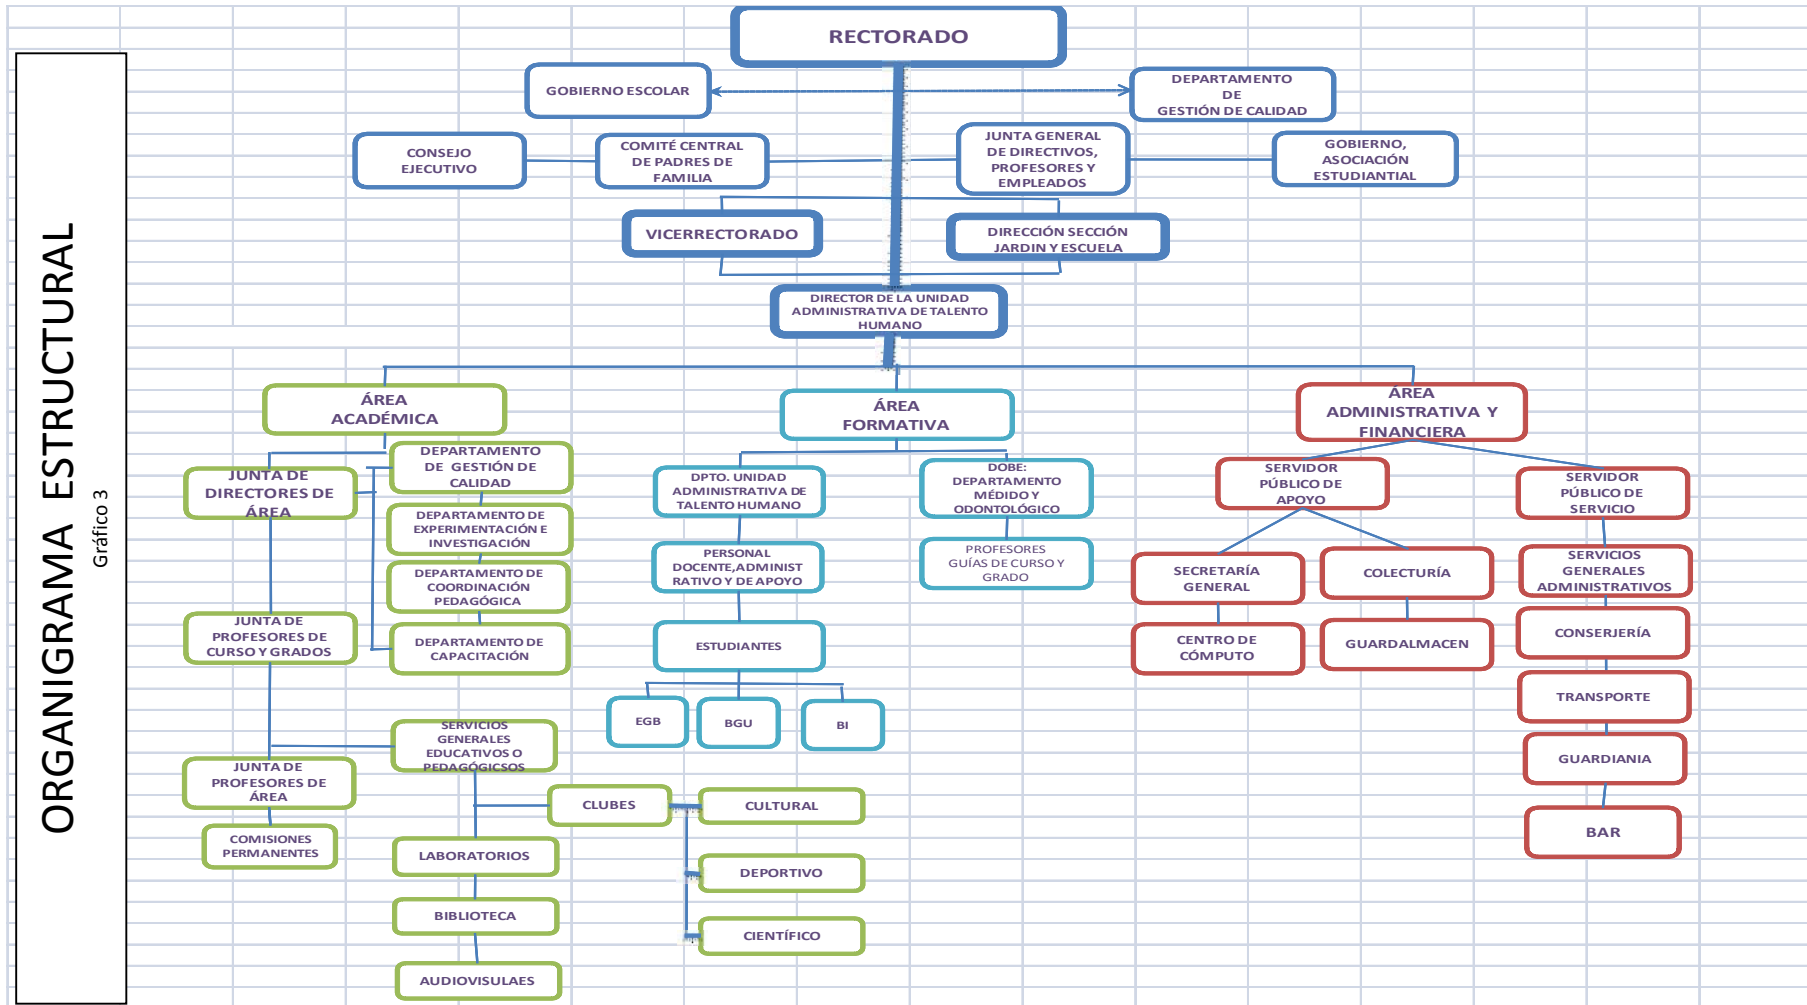 ORGANIGRAMA ESTRUCTURAL
Gráfico 3
RECTORADO
GOBIERNO ESCOLAR
DEPARTAMENTO
DE
GESTIÓN DE CALIDAD
CONSEJO
EJECUTIVO
COMITÉ CENTRAL
DE PADRES DE
FAMILIA
JUNTA GENERAL
DE DIRECTIVOS,
PROFESORES Y
EMPLEADOS
GOBIERNO,
ASOCIACIÓN
ESTUDIANTIAL
VICERRECTORADO
DIRECCIÓN SECCIÓN
JARDIN Y ESCUELA
DIRECTOR DE LA UNIDAD
ADMINISTRATIVA DE TALENTO
HUMANO
ÁREA
ACADÉMICA
JUNTA DE
DIRECTORES DE
ÁREA
DEPARTAMENTO
DE GESTIÓN DE
CALIDAD
DEPARTAMENTO DE
EXPERIMENTACIÓN E
INVESTIGACIÓN
DEPARTAMENTO DE
COORDINACIÓN
PEDAGÓGICA
DEPARTAMENTO DE
CAPACITACIÓN
JUNTA DE
PROFESORES DE
CURSO Y GRADOS
SERVICIOS
GENERALES
EDUCATIVOS O
PEDAGÓGICSOS
JUNTA DE
PROFESORES DE
ÁREA
COMISIONES
PERMANENTES
CLUBES
CULTURAL
DEPORTIVO
CIENTÍFICO
LABORATORIOS
BIBLIOTECA
AUDIOVISULAES
ÁREA
FORMATIVA
DPTO. UNIDAD
ADMINISTRATIVA DE
TALENTO HUMANO
PERSONAL
DOCENTE,ADMINIST
RATIVO Y DE APOYO
ESTUDIANTES
EGB
BGU
BI
DOBE:
DEPARTAMENTO
MÉDIDO Y
ODONTOLÓGICO
PROFESORES
GUÍAS DE CURSO Y
GRADO
ÁREA
ADMINISTRATIVA Y
FINANCIERA
SERVIDOR
PÚBLICO DE
APOYO
SECRETARÍA
GENERAL
CENTRO DE
CÓMPUTO
COLECTURÍA
GUARDALMACEN
SERVIDOR
PÚBLICO DE
SERVICIO
SERVICIOS
GENERALES
ADMINISTRATIVOS
CONSERJERÍA
TRANSPORTE
GUARDIANIA
BAR